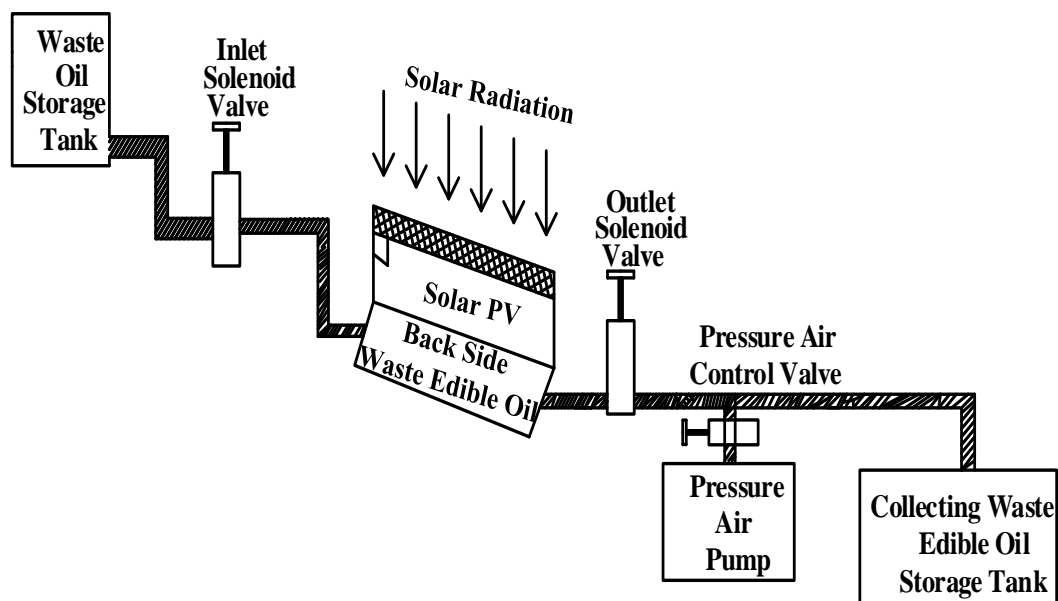 Waste
Oil
Storage
Tank
Inlet
Solenoid
Valve
Solar Radiation
Solar PV
Back Side
Waste Edible Oil
Outlet
Solenoid
Valve
Pressure Air
Control Valve
Pressure
Air
Pump
Collecting Waste
Edible Oil
Storage Tank